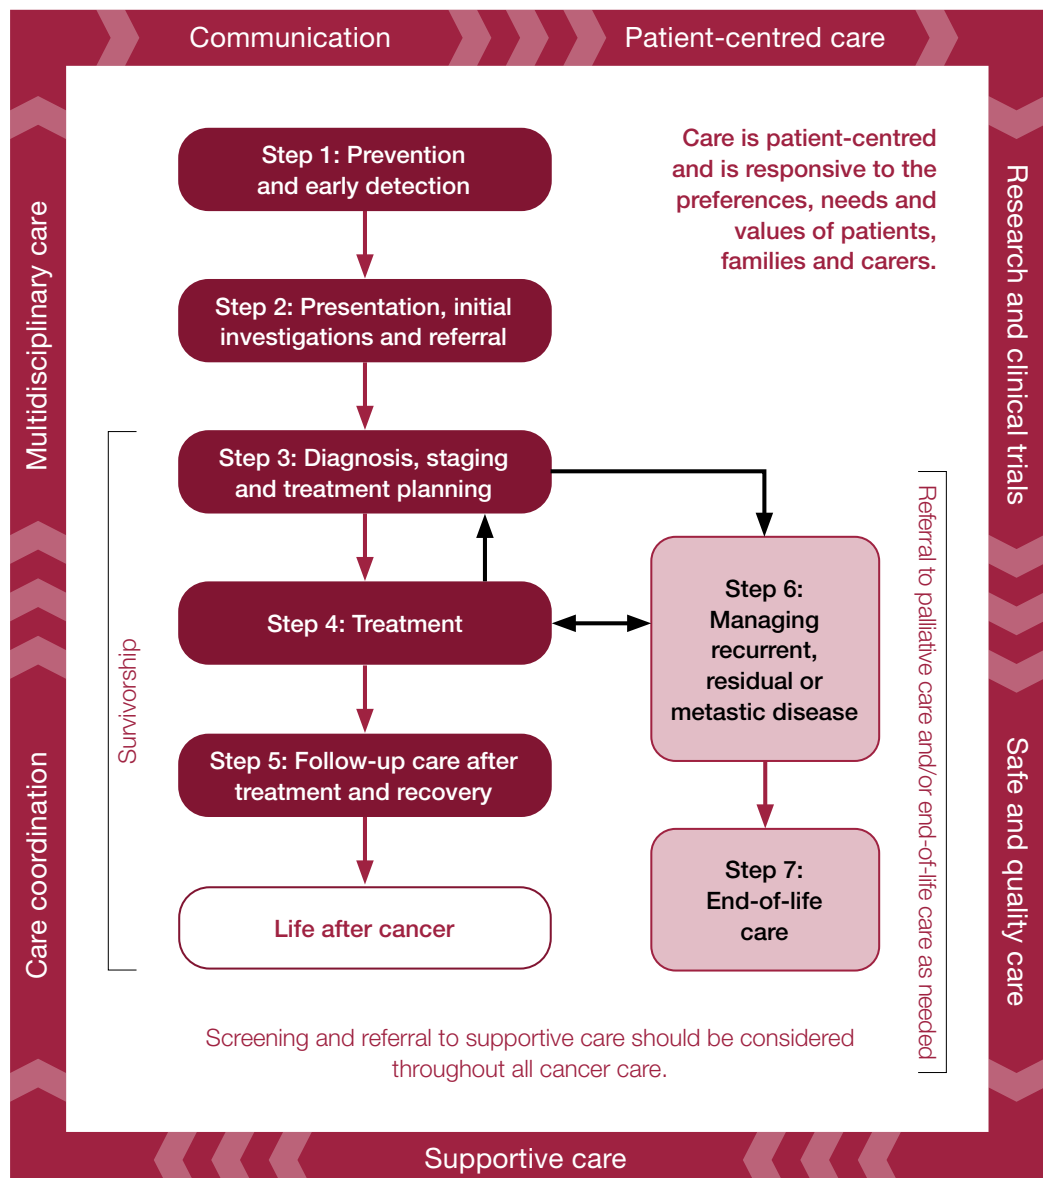 Communication
Patient-centred care
Multidisciplinary care
Care coordination
Research and clinical trials
Safe and quality care
Step 1: Prevention
and early detection
Care is patient-centred
and is responsive to the
preferences, needs and
values of patients,
families and carers.
Step 2: Presentation, initial
investigations and referral
Step 3: Diagnosis, staging
and treatment planning
Step 4: Treatment
Step 5: Follow-up care after
treatment and recovery
Life after cancer
Survivorship
Step 6:
Managing
recurrent,
residual or
metastic disease
Step 7:
End-of-life
care
Referral to palliative care and/or end-of-life care as needed
Screening and referral to supportive care should be considered
throughout all cancer care.
Supportive care